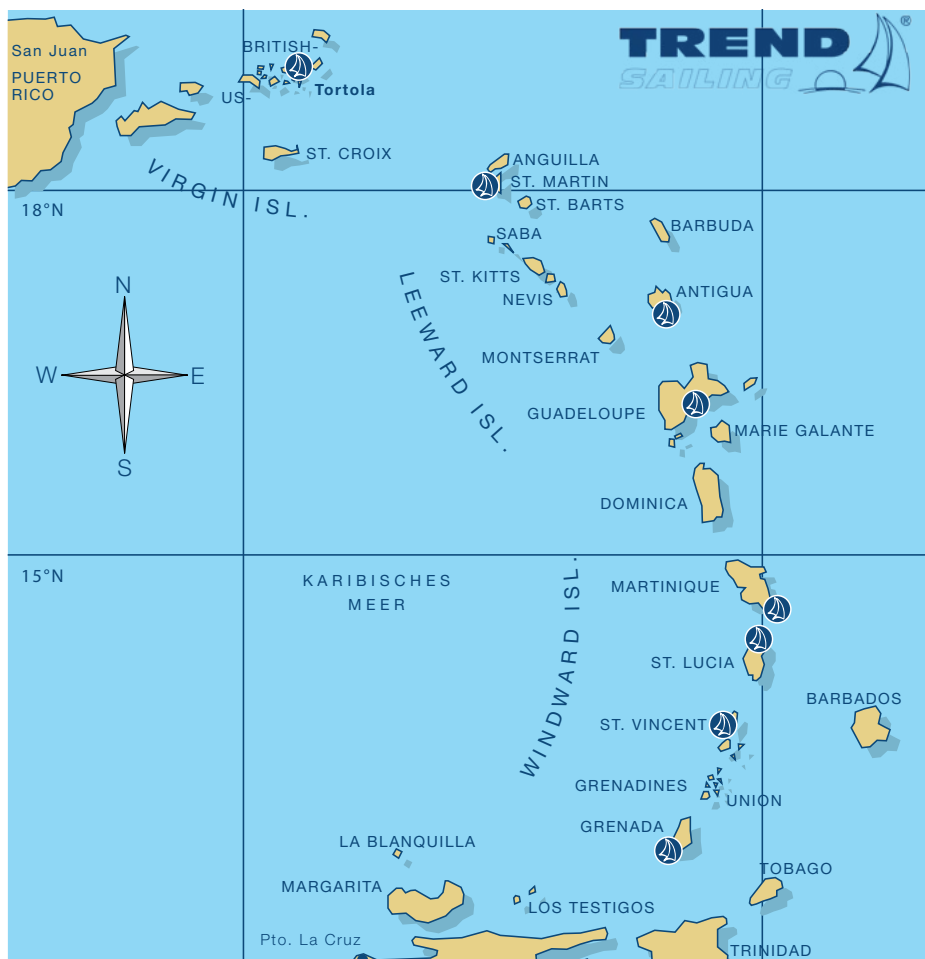 TREND
SAILING
®
San Juan
PUERTO
RICO
BRITISH-
US-
Tortola
ST. CROIX
VIRGIN ISL.
ANGUILLA
ST. MARTIN
ST. BARTS
18°N
SABA
BARBUDA
ST. KITTS
NEVIS
ANTIGUA
LEEWARD ISL.
N
W
E
S
MONTSERRAT
GUADELOUPE
MARIE GALANTE
DOMINICA
15°N
KARIBISCHES
MEER
WINDWARD ISL.
MARTINIQUE
ST. LUCIA
BARBADOS
ST. VINCENT
GRENADINES
UNION
GRENADA
LA BLANQUILLA
TOBAGO
MARGARITA
LOS TESTIGOS
Pto. La Cruz
TRINIDAD